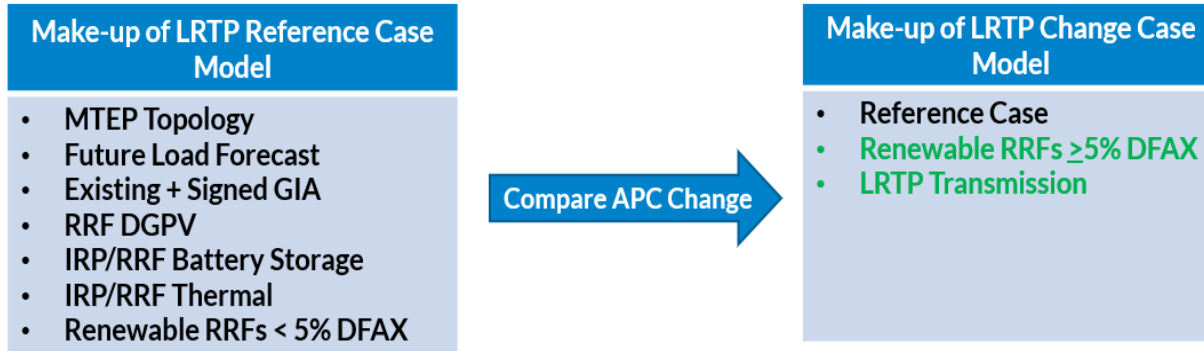 Make-up of LRTP Reference Case
Model
• MTEP Topology
• Future Load Forecast
• Existing + Signed GIA
• RRF DGPV
• IRP/RRF Battery Storage
• IRP/RRF Thermal
• Renewable RRFs < 5% DFAX
Compare APC Change
Make-up of LRTP Change Case
Model
• Reference Case
• Renewable RRFs ≥5% DFAX
• LRTP Transmission